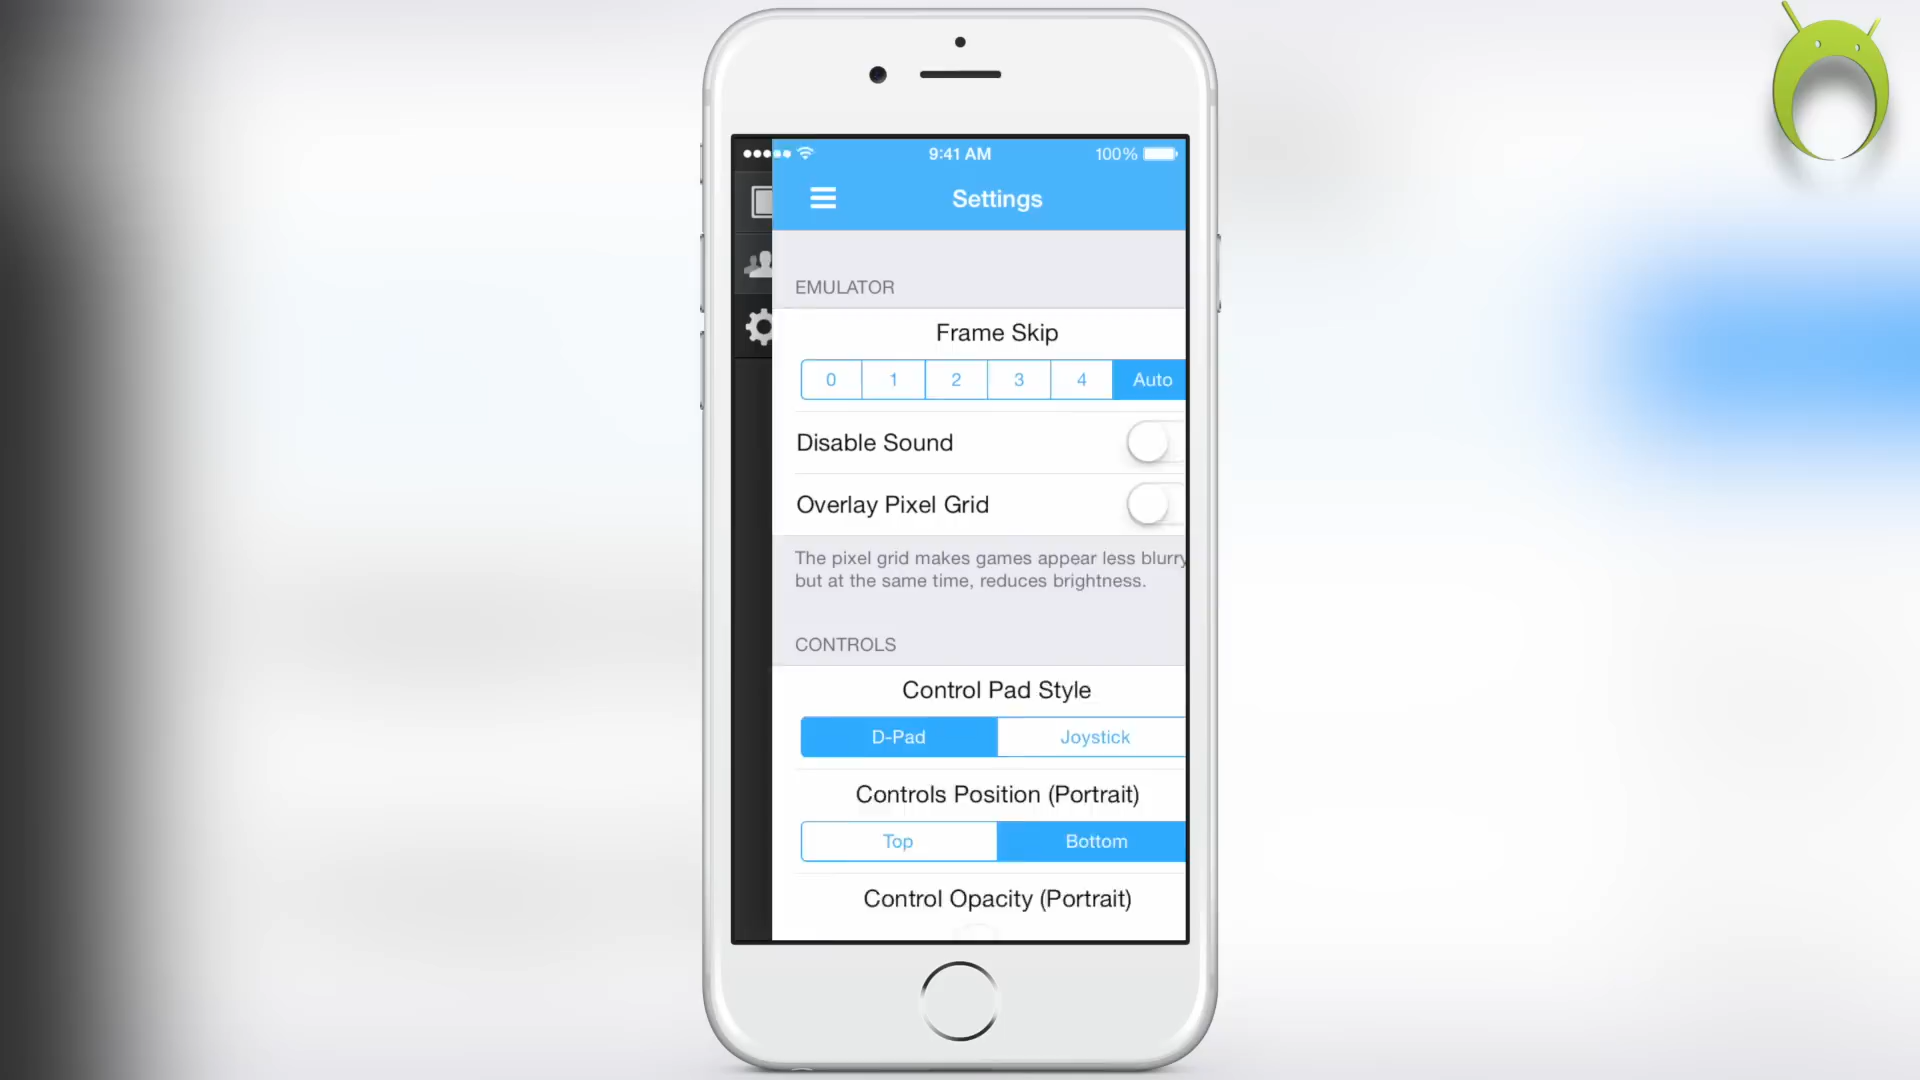 9:41 AM
100%
Settings
EMULATOR
Frame Skip
0 1 2 3 4 Auto
Disable Sound
Overlay Pixel Grid
The pixel grid makes games appear less blurry
but at the same time, reduces brightness.
CONTROLS
Control Pad Style
D-Pad Joystick
Controls Position (Portrait)
Top Bottom
Control Opacity (Portrait)